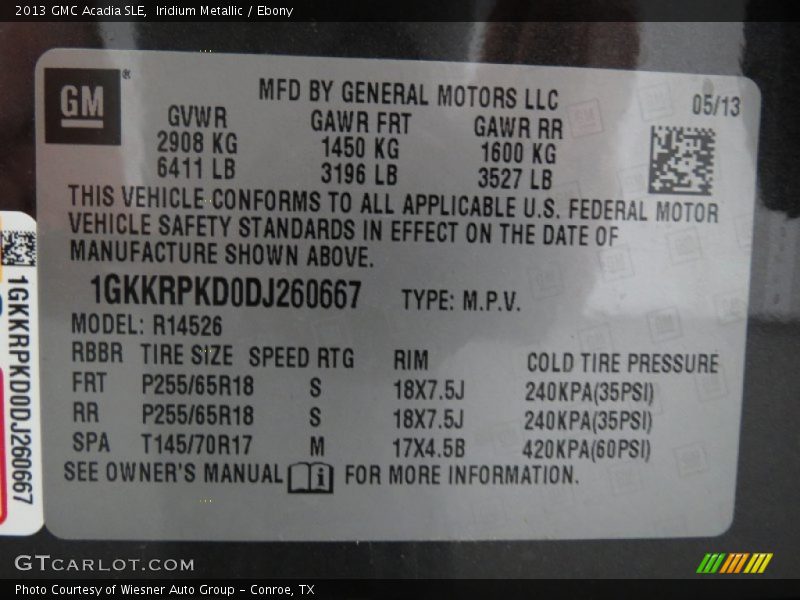 2013 GMC Acadia SLE, Iridium Metallic / Ebony
GM®
MFD BY GENERAL MOTORS LLC
05/13
GVWR GAWR FRT GAWR RR
2908 KG 1450 KG 1600 KG
6411 LB 3196 LB 3527 LB
THIS VEHICLE CONFORMS TO ALL APPLICABLE U.S. FEDERAL MOTOR
VEHICLE SAFETY STANDARDS IN EFFECT ON THE DATE OF
MANUFACTURE SHOWN ABOVE.
1GKKRPKD0DJ260667 TYPE: M.P.V.
MODEL: R14526
RBBR TIRE SIZE SPEED RTG RIM COLD TIRE PRESSURE
FRT P255/65R18 S 18X7.5J 240KPA(35PSI)
RR P255/65R18 S 18X7.5J 240KPA(35PSI)
SPA T145/70R17 M 17X4.5B 420KPA(60PSI)
SEE OWNER'S MANUAL FOR MORE INFORMATION.
1GKKRPKD0DJ260667
GTCARLOT.COM
Photo Courtesy of Wiesner Auto Group - Conroe, TX